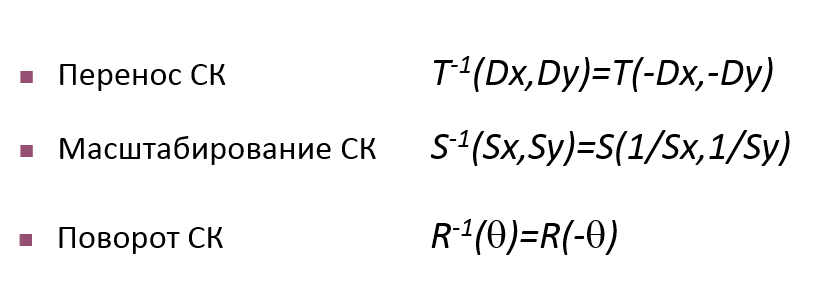 ▪ Перенос СК T⁻¹(Dx,Dy)=T(-Dx,-Dy)
▪ Масштабирование СК S⁻¹(Sx,Sy)=S(1/Sx,1/Sy)
▪ Поворот СК R⁻¹(θ)=R(-θ)